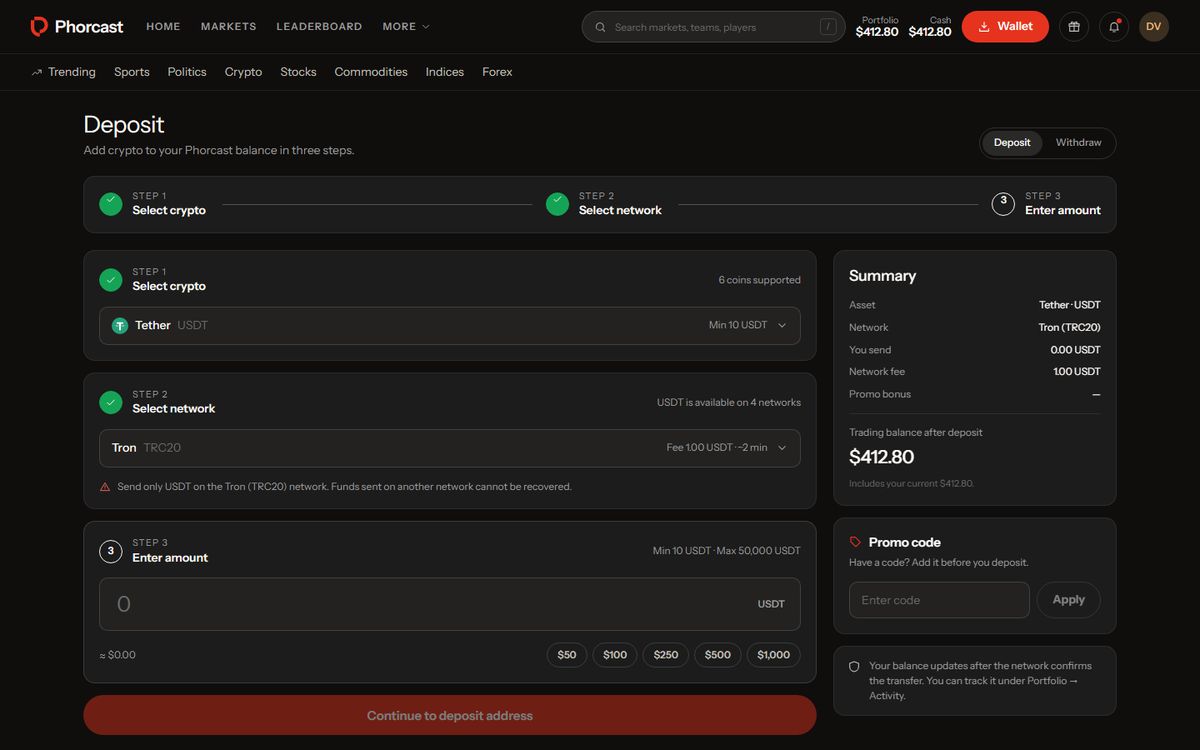 Phorcast HOME MARKETS LEADERBOARD MORE
Search markets, teams, players /
Portfolio $412.80
Cash $412.80
Wallet
DV
Trending Sports Politics Crypto Stocks Commodities Indices Forex
Deposit
Add crypto to your Phorcast balance in three steps.
Deposit Withdraw
STEP 1
Select crypto
STEP 2
Select network
3 STEP 3
Enter amount
STEP 1
Select crypto
6 coins supported
T Tether USDT Min 10 USDT
STEP 2
Select network
USDT is available on 4 networks
Tron TRC20 Fee 1.00 USDT · ~2 min
Send only USDT on the Tron (TRC20) network. Funds sent on another network cannot be recovered.
3 STEP 3
Enter amount
Min 10 USDT · Max 50,000 USDT
0 USDT
≈ $0.00 $50 $100 $250 $500 $1,000
Continue to deposit address
Summary
Asset Tether · USDT
Network Tron (TRC20)
You send 0.00 USDT
Network fee 1.00 USDT
Promo bonus —
Trading balance after deposit
$412.80
Includes your current $412.80.
Promo code
Have a code? Add it before you deposit.
Enter code Apply
Your balance updates after the network confirms
the transfer. You can track it under Portfolio →
Activity.